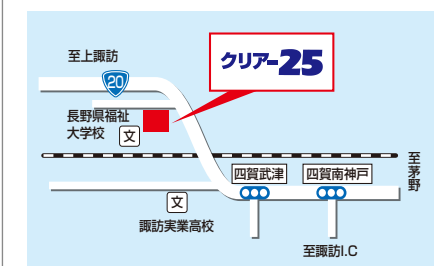 至上諏訪
クリアー25
20
長野県福祉
大学校
文
至茅野
四賀武津
四賀南神戸
文
諏訪実業高校
至諏訪I.C